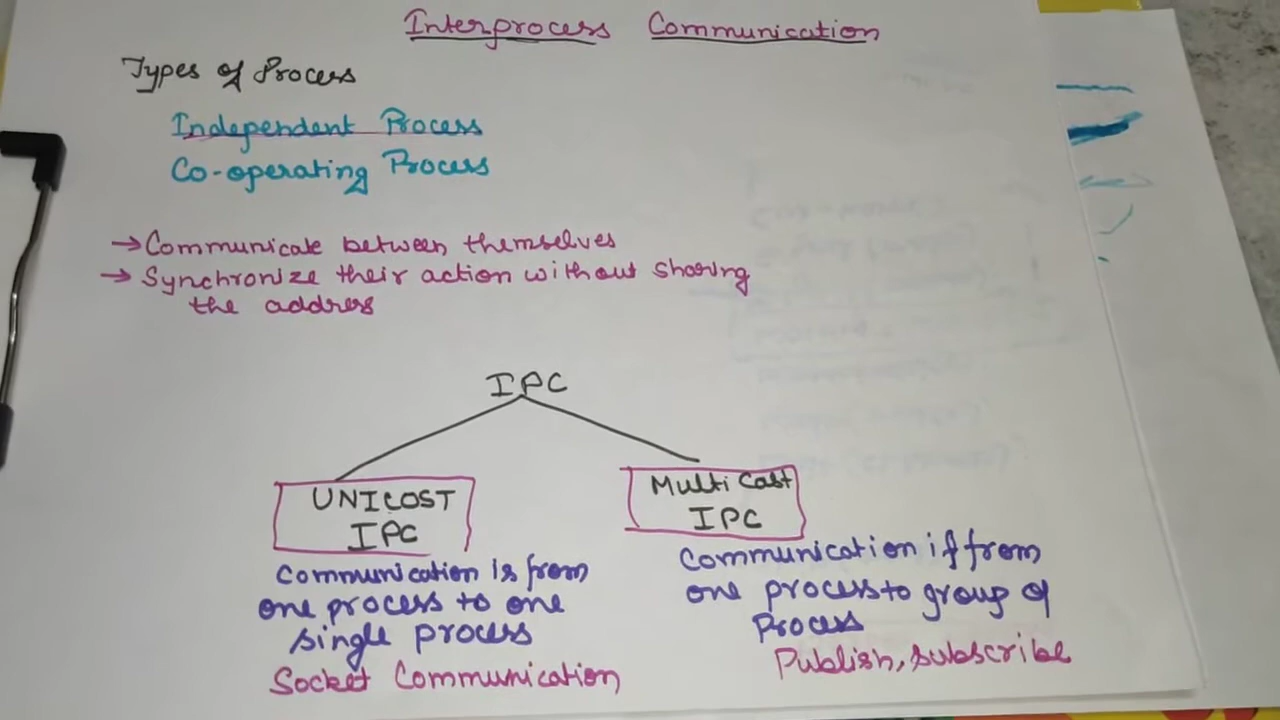 Interprocess Communication
Types of Process
Independent Process
Co-operating Process
→ Communicate between themselves
→ Synchronize their action without sharing
the address
IPC
UNICOST
IPC
Multi Cast
IPC
Communication is from
one process to one
single process
Socket Communication
Communication if from
one process to group of
Process
Publish, subscribe